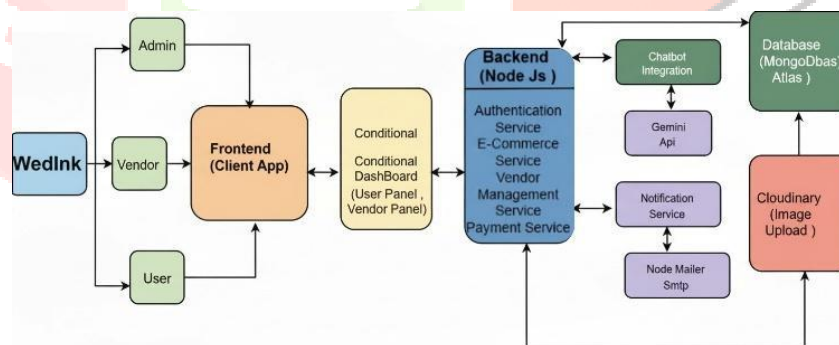 WedInk
Admin
Vendor
User
Frontend
(Client App)
Conditional
Conditional
DashBoard
(User Panel ,
Vendor Panel)
Backend
(Node Js )
Authentication
Service
E-Commerce
Service
Vendor
Management
Service
Payment Service
Chatbot
Integration
Gemini
Api
Notification
Service
Node Mailer
Smtp
Database
(MongoDbas
Atlas )
Cloudinary
(Image
Upload )